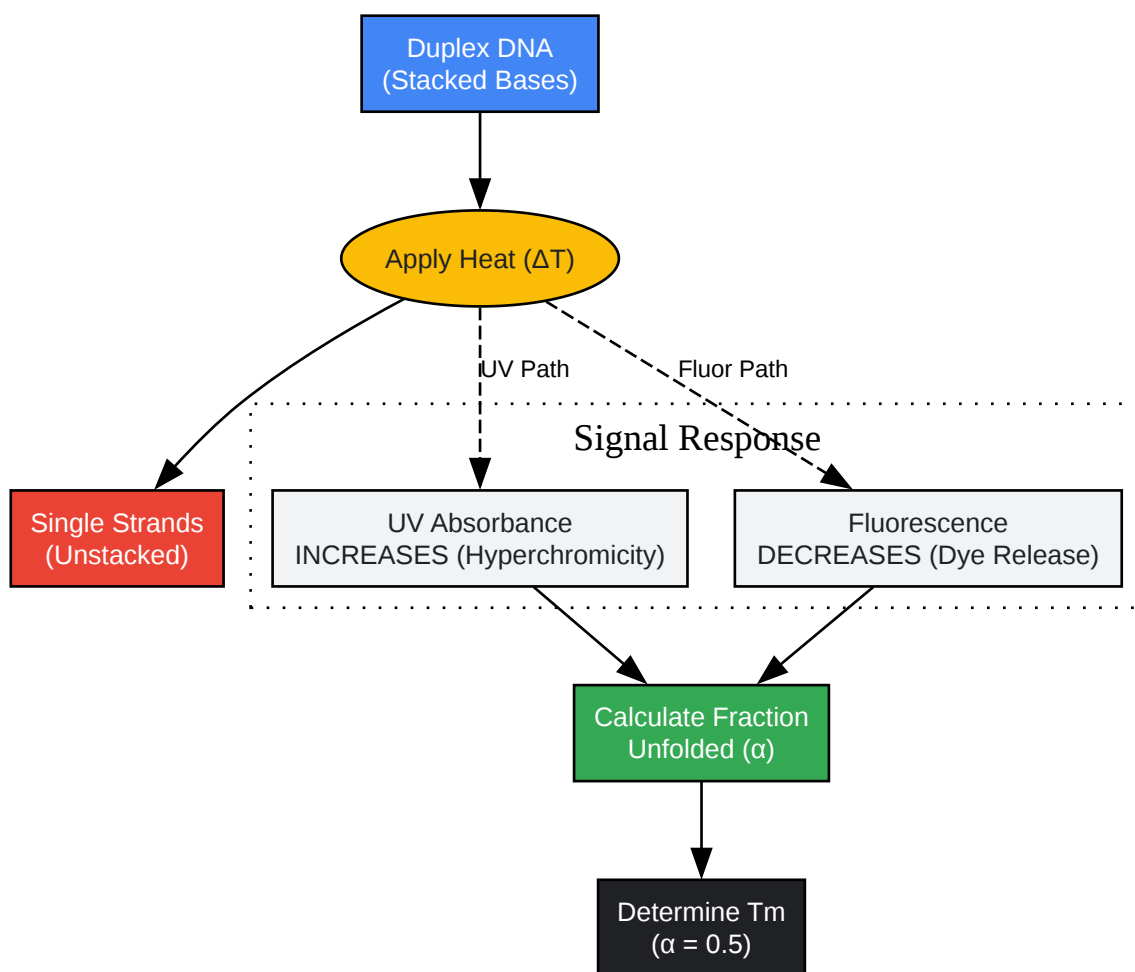 Duplex DNA
(Stacked Bases)
Apply Heat (ΔT)
UV Path
Fluor Path
Signal Response
Single Strands
(Unstacked)
UV Absorbance
INCREASES (Hyperchromicity)
Fluorescence
DECREASES (Dye Release)
Calculate Fraction
Unfolded (α)
Determine Tm
(α = 0.5)